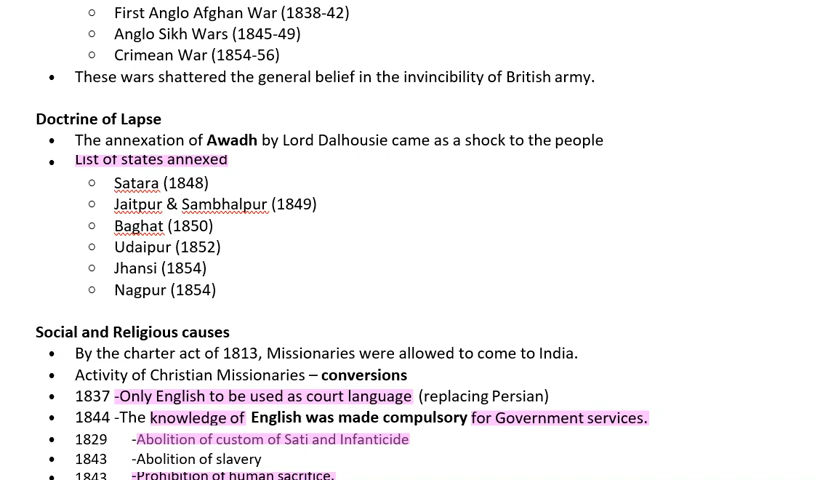 ○ First Anglo Afghan War (1838-42)
○ Anglo Sikh Wars (1845-49)
○ Crimean War (1854-56)
• These wars shattered the general belief in the invincibility of British army.
Doctrine of Lapse
• The annexation of Awadh by Lord Dalhousie came as a shock to the people
• List of states annexed
○ Satara (1848)
○ Jaitpur & Sambhalpur (1849)
○ Baghat (1850)
○ Udaipur (1852)
○ Jhansi (1854)
○ Nagpur (1854)
Social and Religious causes
• By the charter act of 1813, Missionaries were allowed to come to India.
• Activity of Christian Missionaries – conversions
• 1837 -Only English to be used as court language (replacing Persian)
• 1844 -The knowledge of English was made compulsory for Government services.
• 1829 -Abolition of custom of Sati and Infanticide
• 1843 -Abolition of slavery
• 1843 -Prohibition of human sacrifice.